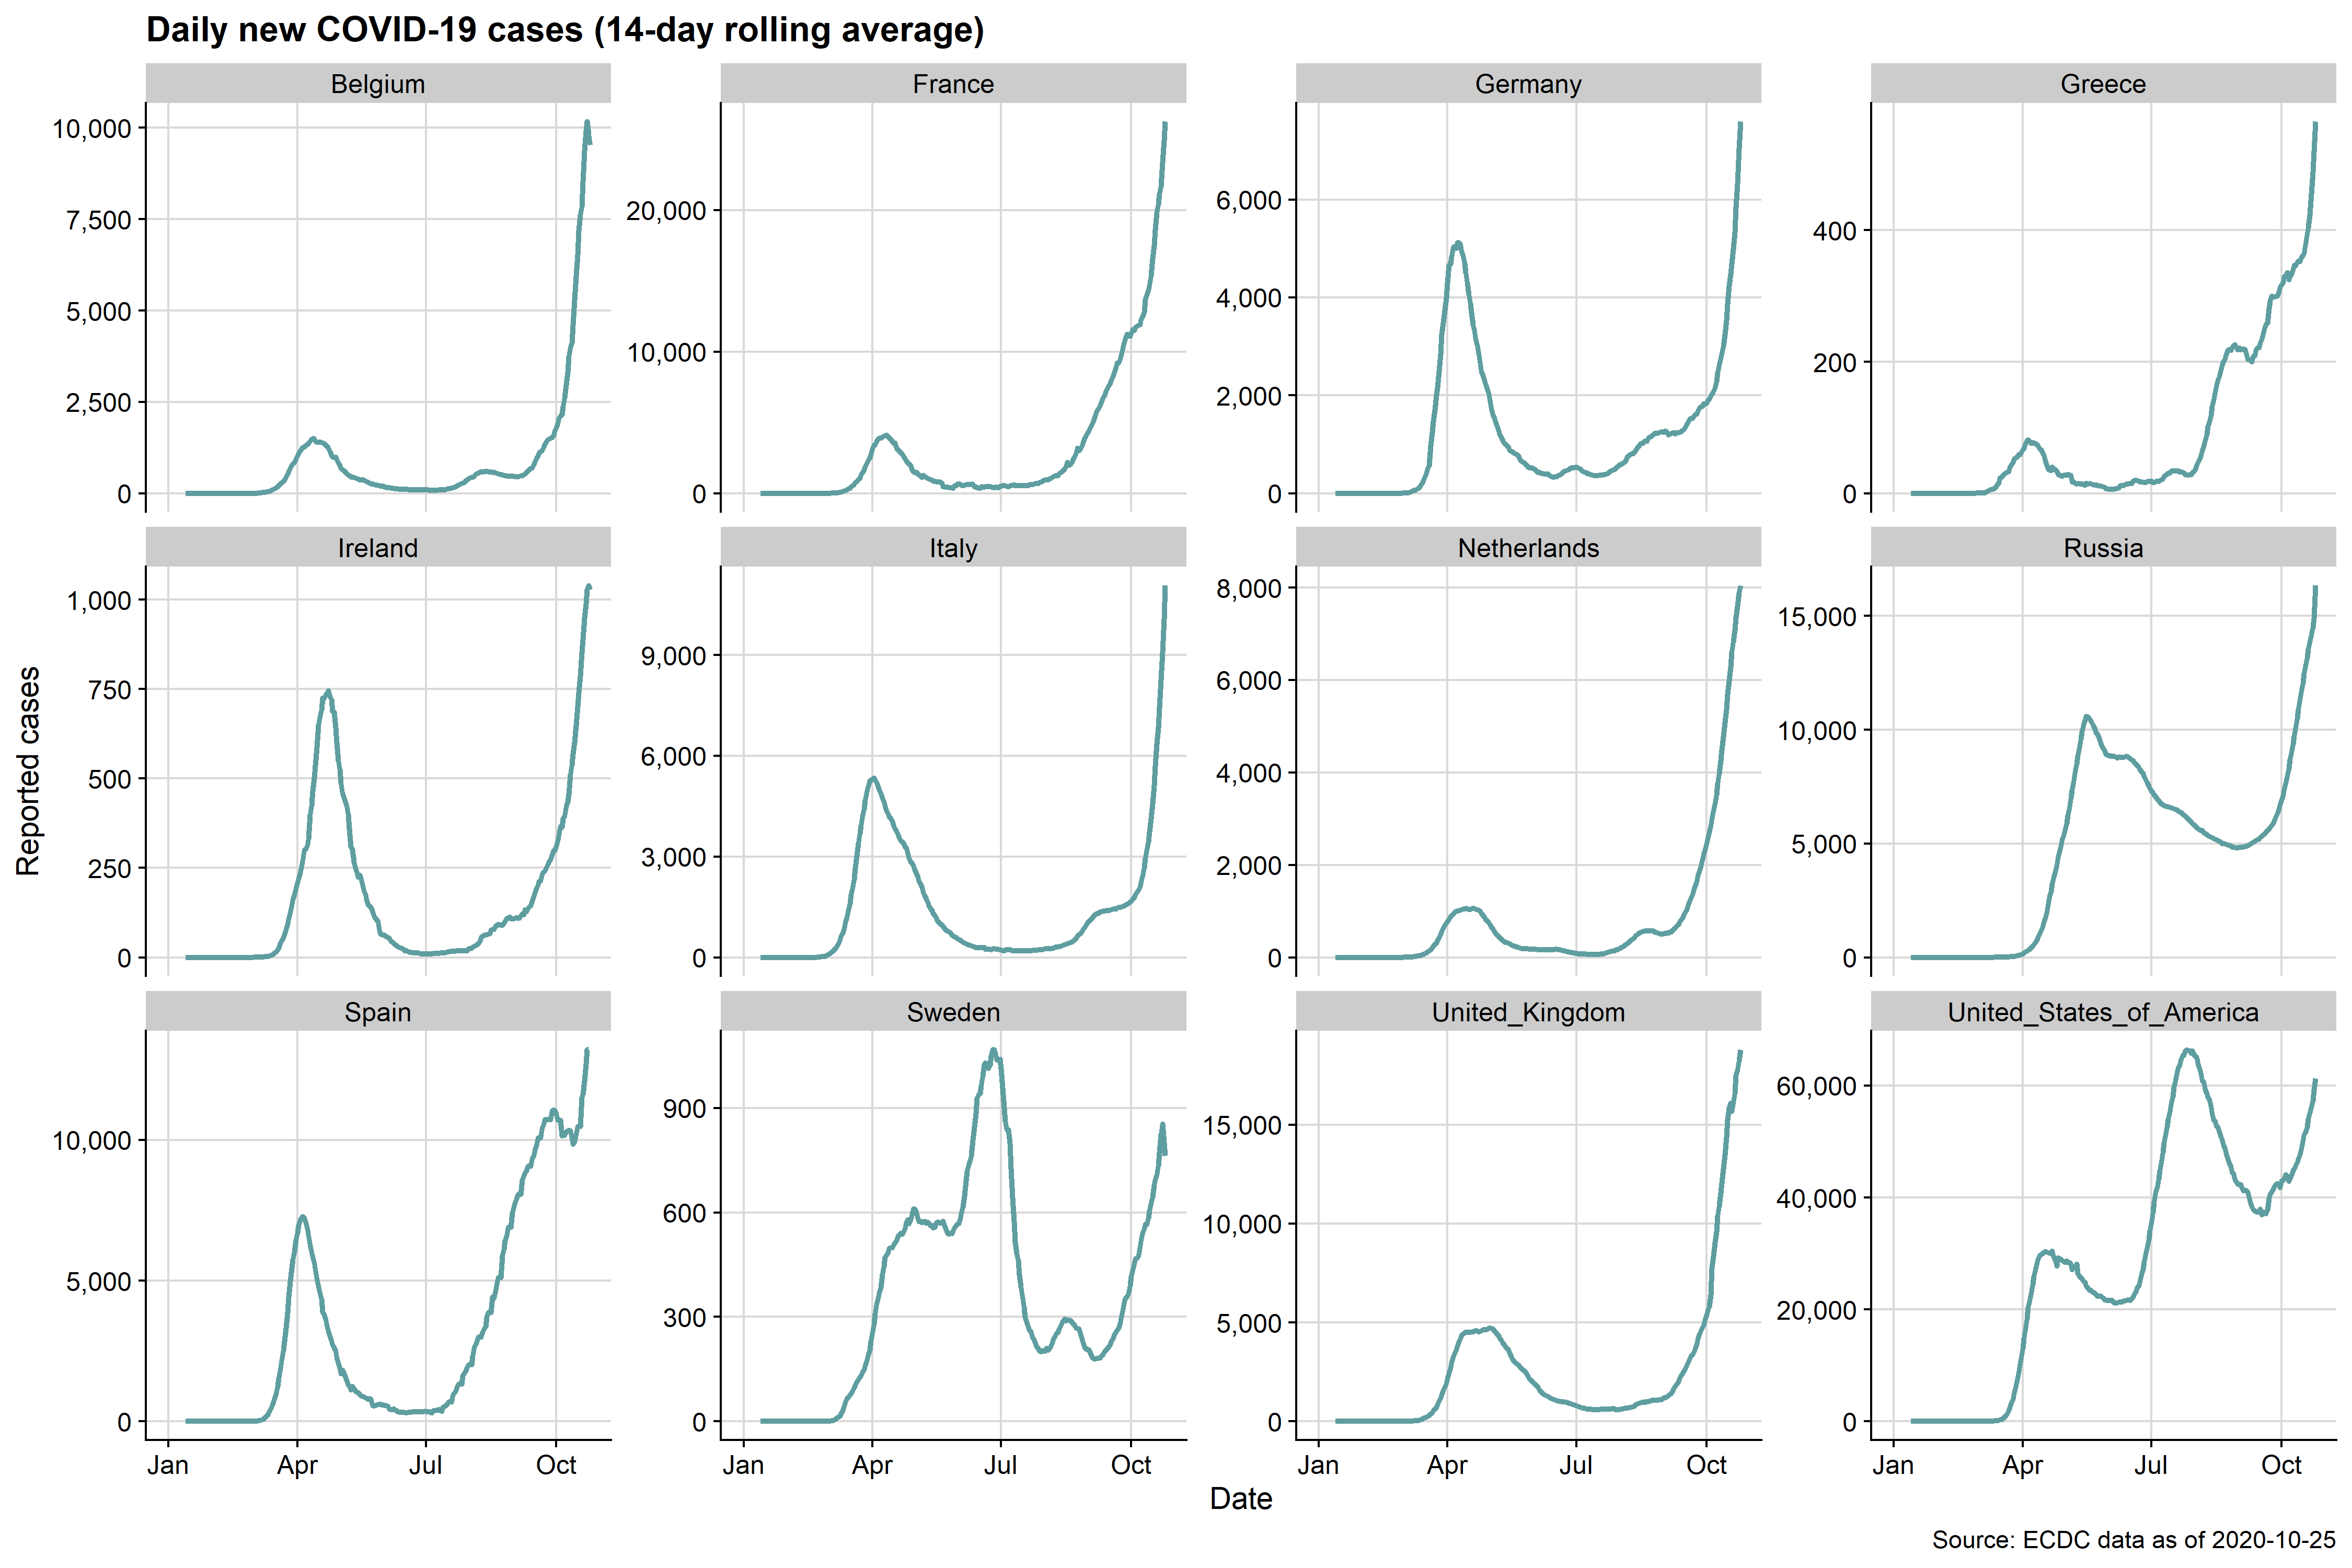 Daily new COVID-19 cases (14-day rolling average)
Belgium
France
Germany
Greece
10,000
7,500
5,000
2,500
0
20,000
10,000
0
6,000
4,000
2,000
0
400
200
0
Reported cases
Ireland
Italy
Netherlands
Russia
1,000
750
500
250
0
9,000
6,000
3,000
0
8,000
6,000
4,000
2,000
0
15,000
10,000
5,000
0
Spain
Sweden
United_Kingdom
United_States_of_America
10,000
5,000
0
900
600
300
0
15,000
10,000
5,000
0
60,000
40,000
20,000
0
Jan Apr Jul Oct
Jan Apr Jul Oct
Jan Apr Jul Oct
Jan Apr Jul Oct
Date
Source: ECDC data as of 2020-10-25